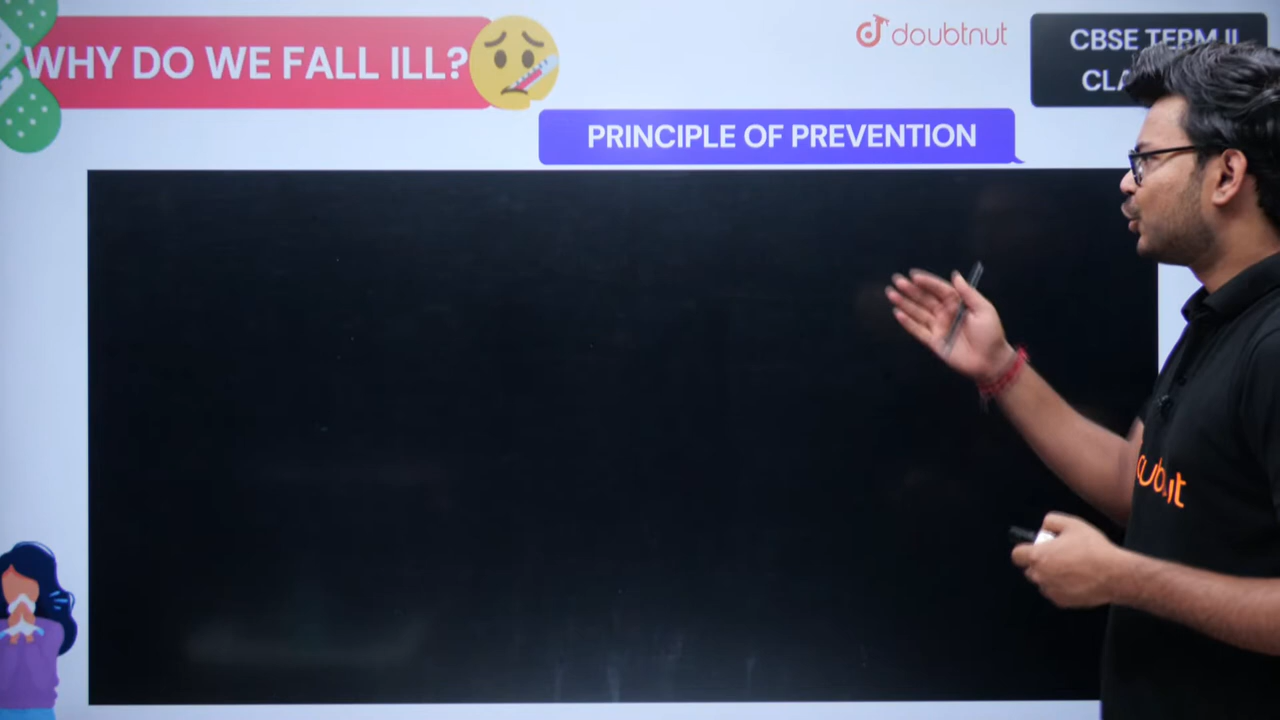 WHY DO WE FALL ILL?
doubtnut
CBSE TERM II
PRINCIPLE OF PREVENTION